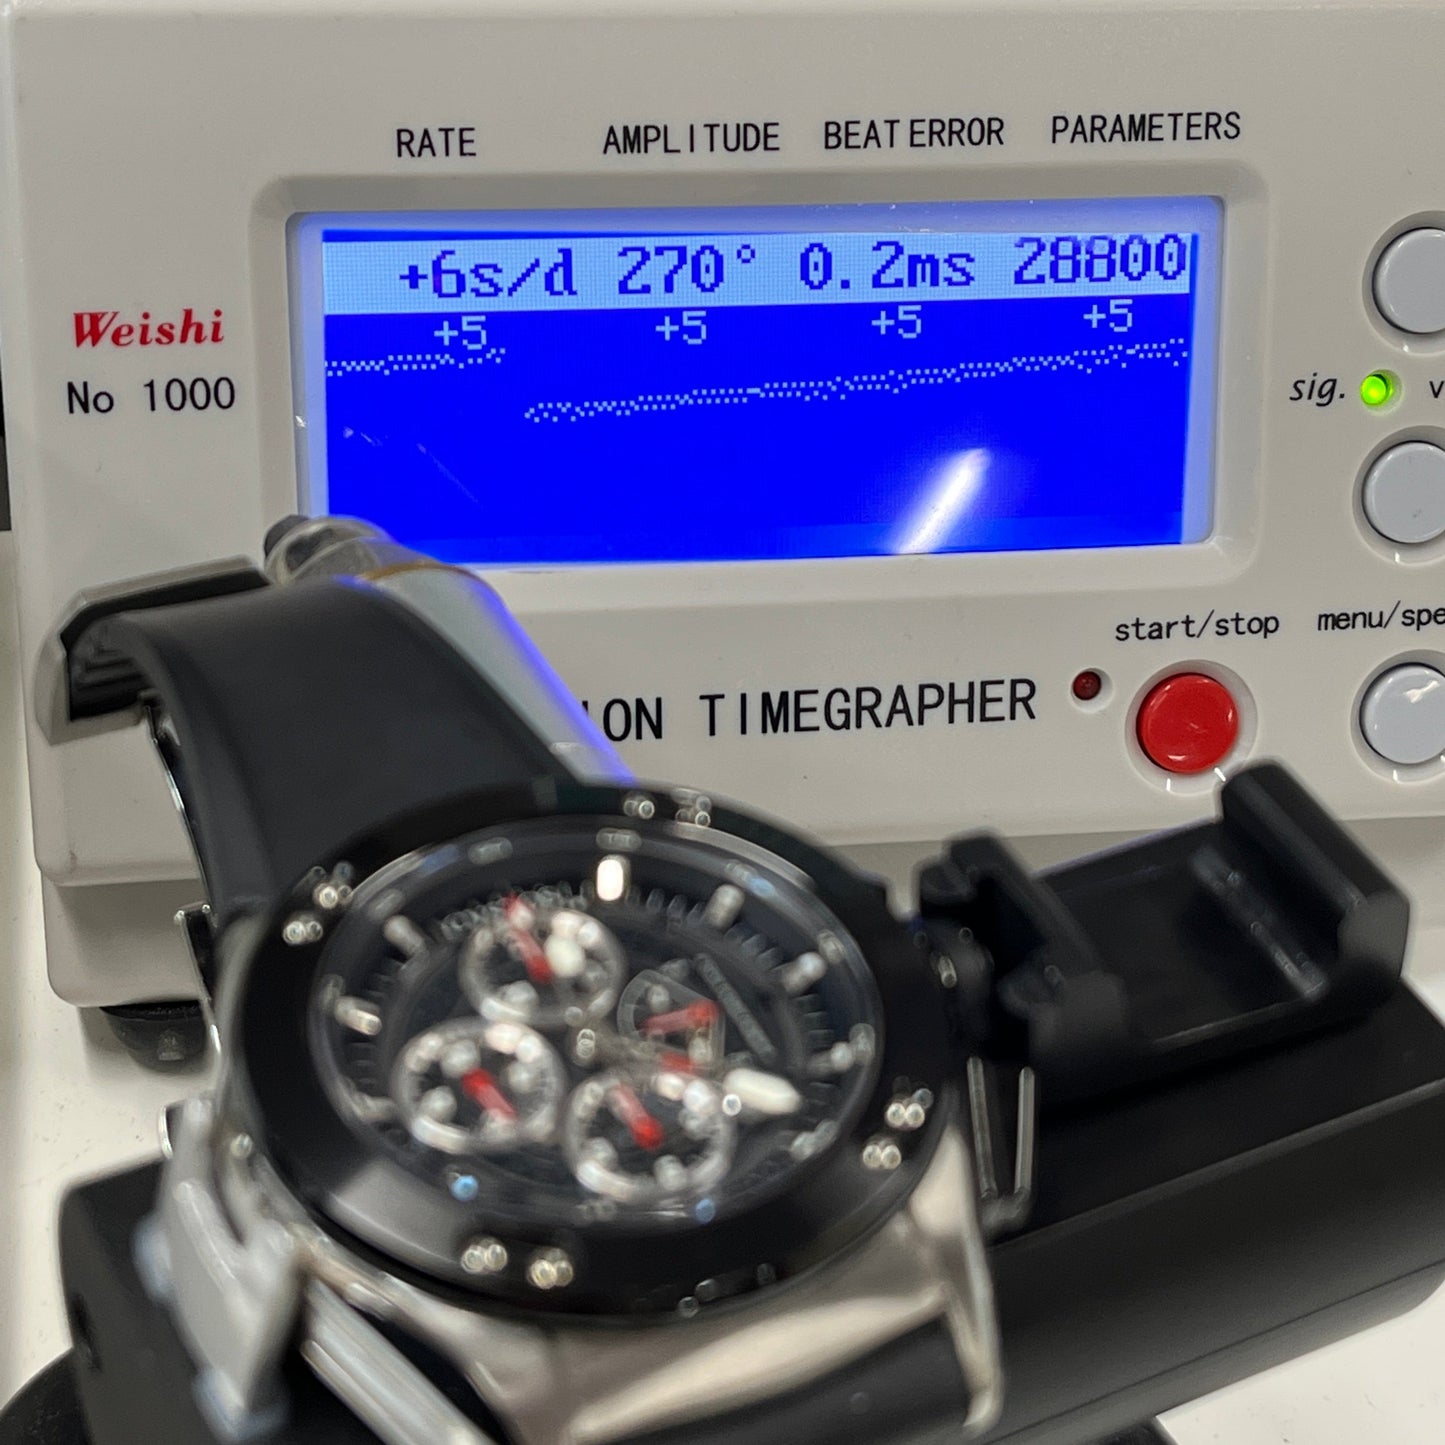 RATE AMPLITUDE BEAT ERROR PARAMETERS
+6s/d 270° 0.2ms 28800
+5 +5 +5 +5
Weishi
No 1000
sig.
start/stop menu/spe
ION TIMEGRAPHER